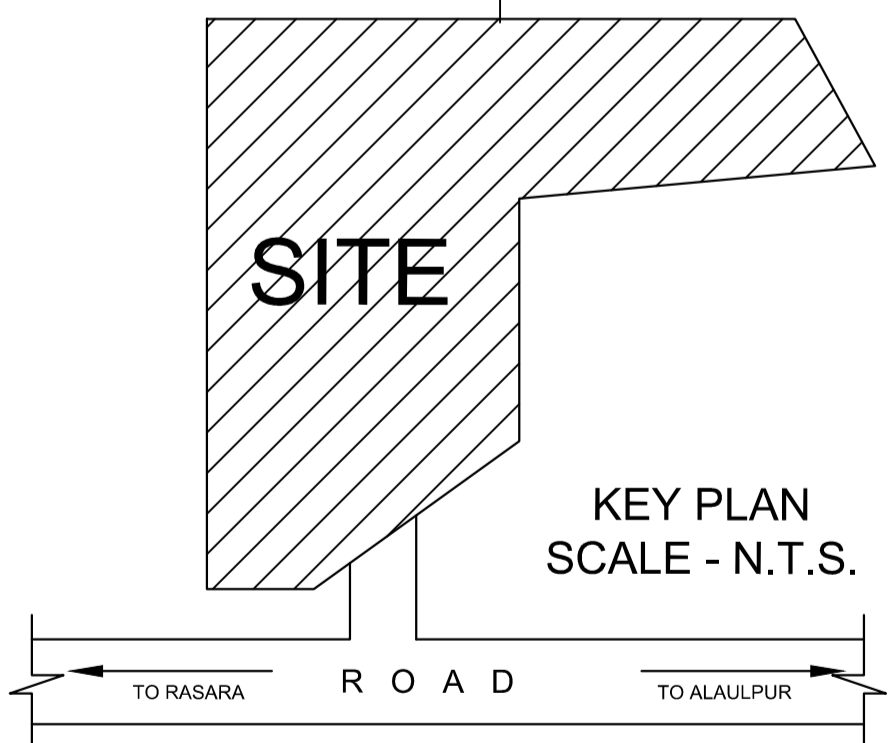 SITE
KEY PLAN
SCALE - N.T.S.
TO RASARA
R O A D
TO ALAULPUR